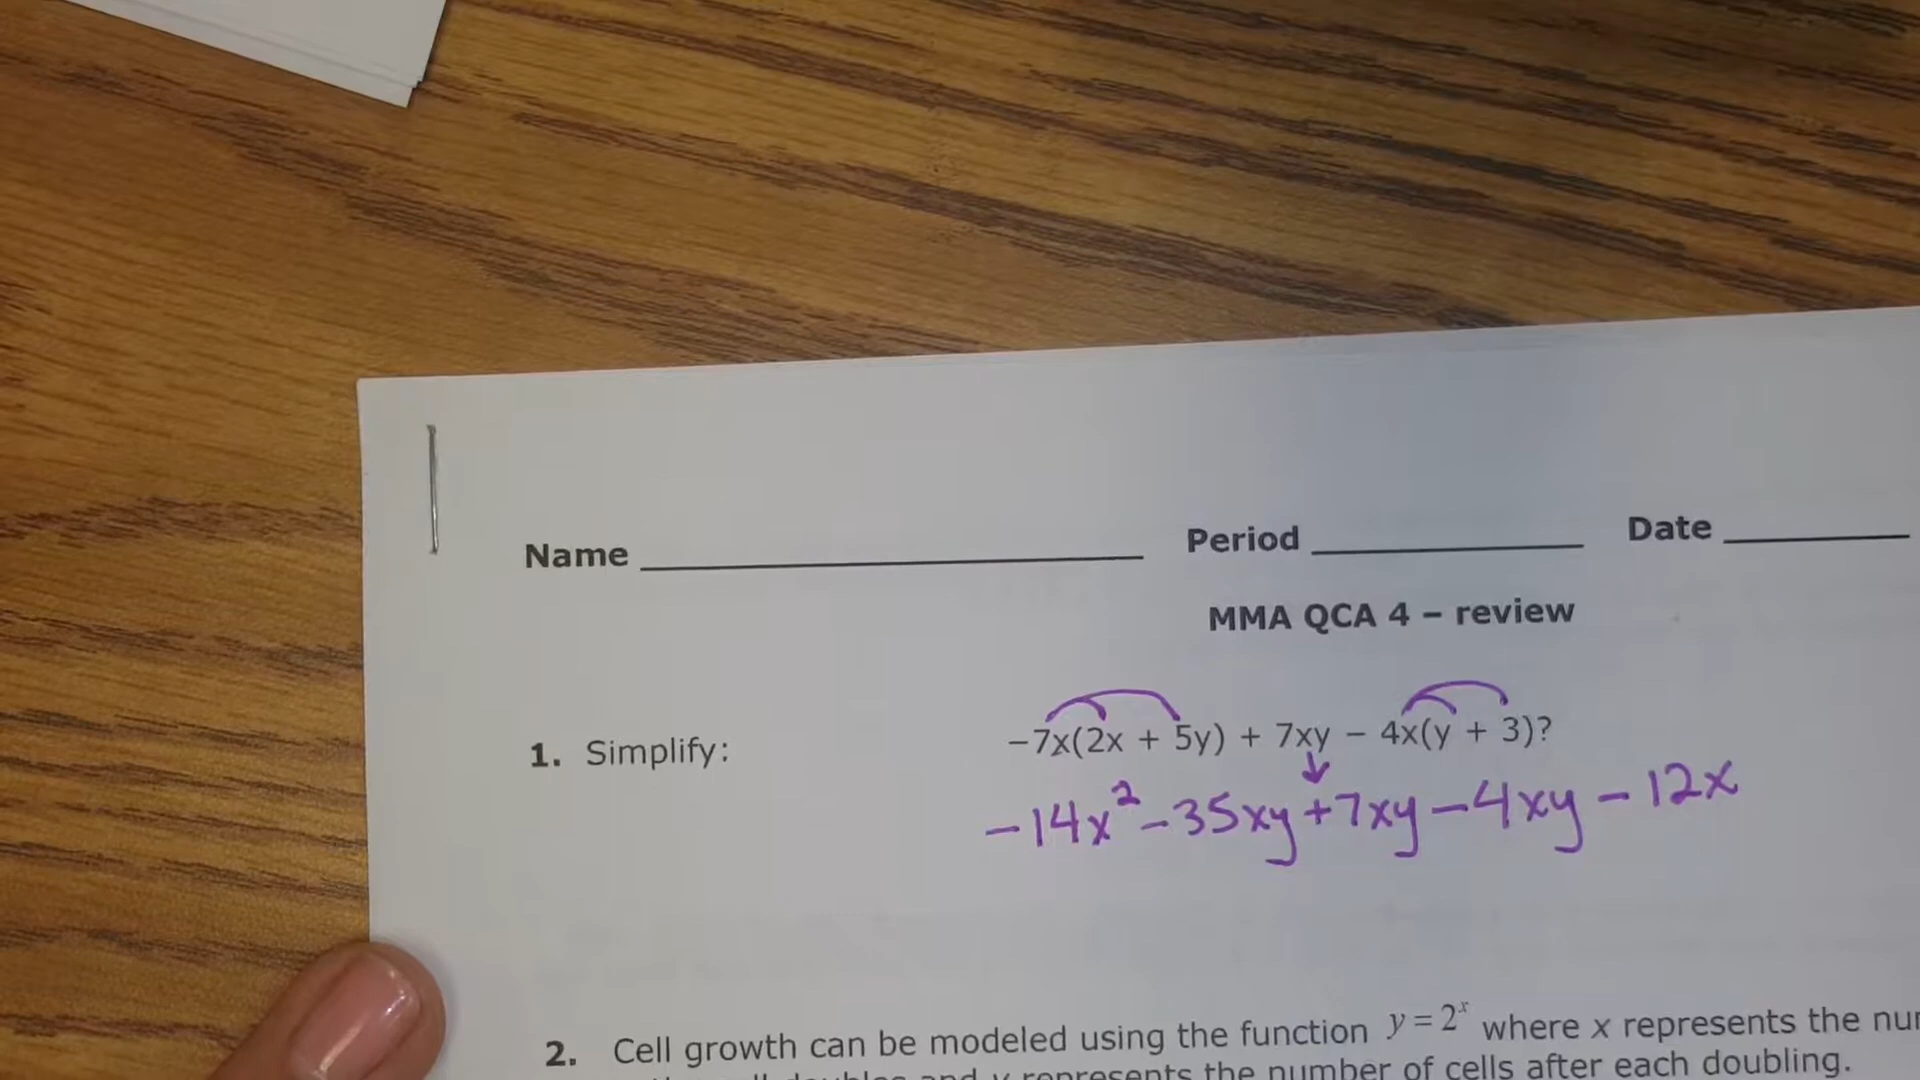 Name Period Date
MMA QCA 4 – review
1. Simplify: −7x(2x + 5y) + 7xy − 4x(y + 3)?
−14x² −35xy +7xy −4xy −12x
2. Cell growth can be modeled using the function y = 2ˣ where x represents the
and y represents the number of cells after each doubling.